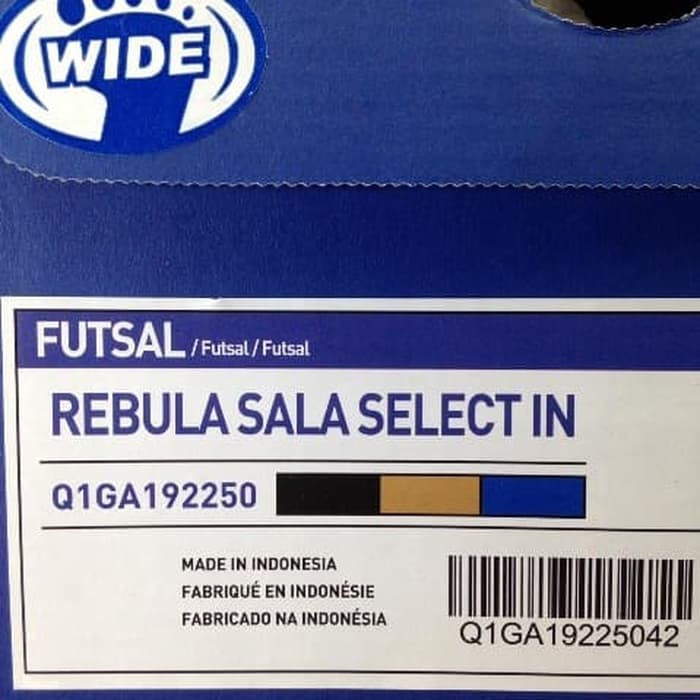 WIDE
FUTSAL / Futsal / Futsal
REBULA SALA SELECT IN
Q1GA192250
MADE IN INDONESIA
FABRIQUÉ EN INDONÉSIE
FABRICADO NA INDONÉSIA
Q1GA19225042